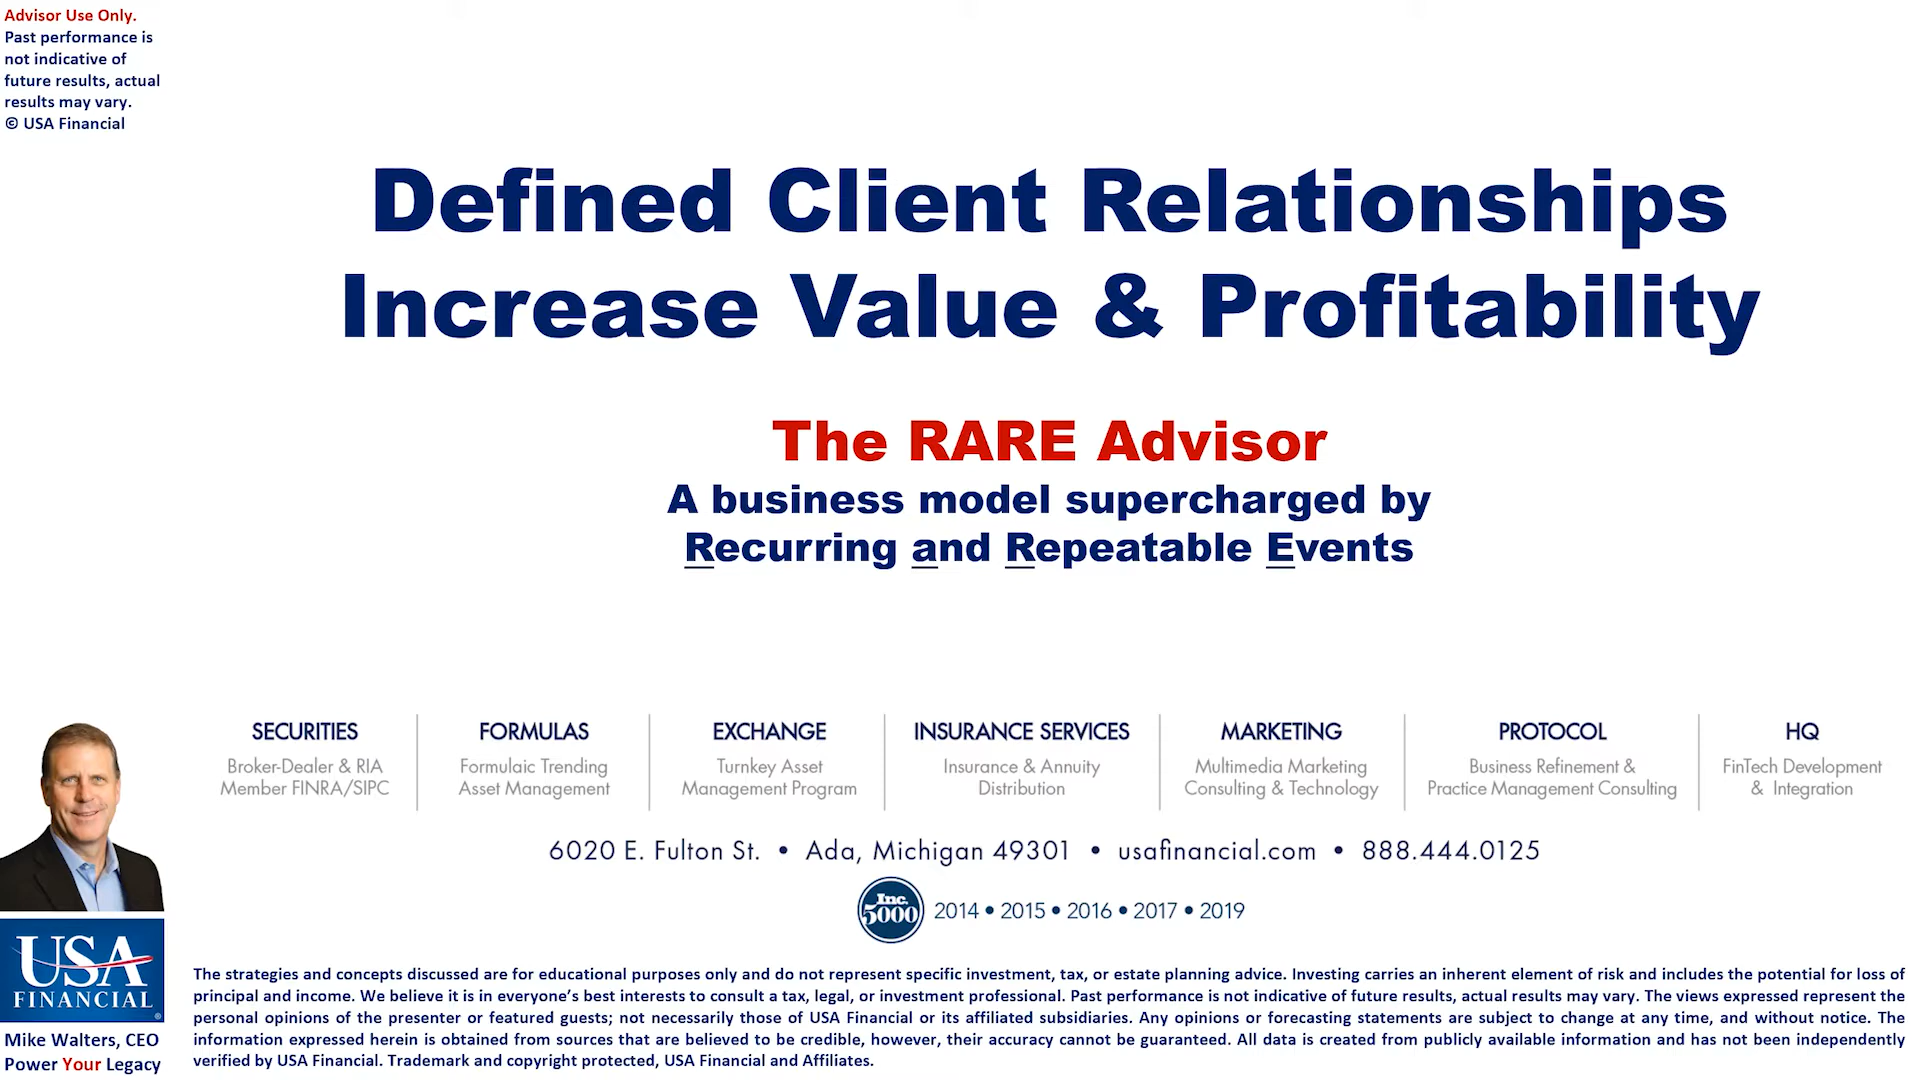 Advisor Use Only.
Past performance is
not indicative of
future results, actual
results may vary.
© USA Financial
Defined Client Relationships
Increase Value & Profitability
The RARE Advisor
A business model supercharged by
Recurring and Repeatable Events
SECURITIES
Broker-Dealer & RIA
Member FINRA/SIPC
FORMULAS
Formulaic Trending
Asset Management
EXCHANGE
Turnkey Asset
Management Program
INSURANCE SERVICES
Insurance & Annuity
Distribution
MARKETING
Multimedia Marketing
Consulting & Technology
PROTOCOL
Business Refinement &
Practice Management Consulting
HQ
FinTech Development
& Integration
6020 E. Fulton St. • Ada, Michigan 49301 • usafinancial.com • 888.444.0125
Inc.
5000
2014 • 2015 • 2016 • 2017 • 2019
USA
FINANCIAL®
Mike Walters, CEO
Power Your Legacy
The strategies and concepts discussed are for educational purposes only and do not represent specific investment, tax, or estate planning advice. Investing carries an inherent element of risk and includes the potential for loss of
principal and income. We believe it is in everyone’s best interests to consult a tax, legal, or investment professional. Past performance is not indicative of future results, actual results may vary. The views expressed represent the
personal opinions of the presenter or featured guests; not necessarily those of USA Financial or its affiliated subsidiaries. Any opinions or forecasting statements are subject to change at any time, and without notice. The
information expressed herein is obtained from sources that are believed to be credible, however, their accuracy cannot be guaranteed. All data is created from publicly available information and has not been independently
verified by USA Financial. Trademark and copyright protected, USA Financial and Affiliates.